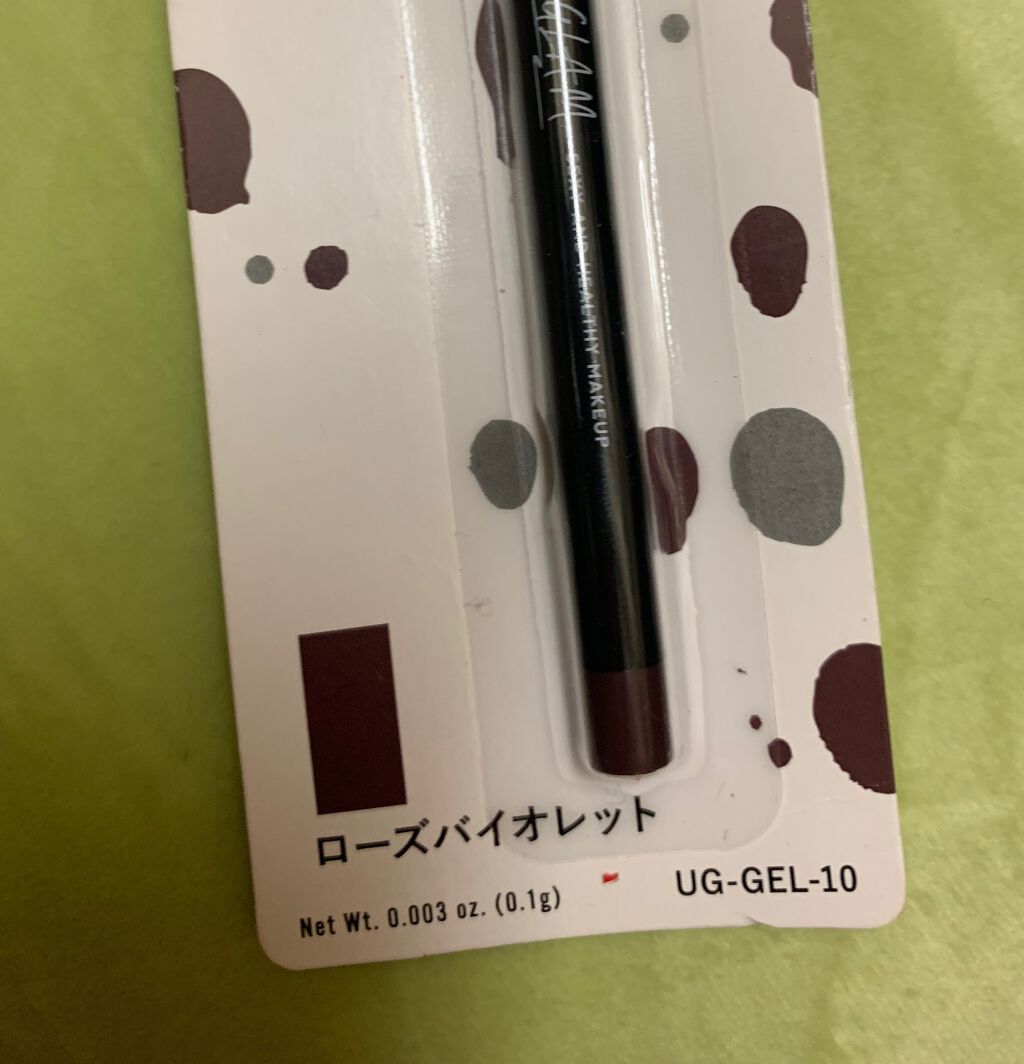 GLAM
SEXY AND HEALTHY MAKEUP
ローズバイオレット
UG-GEL-10
Net Wt. 0.003 oz. (0.1g)